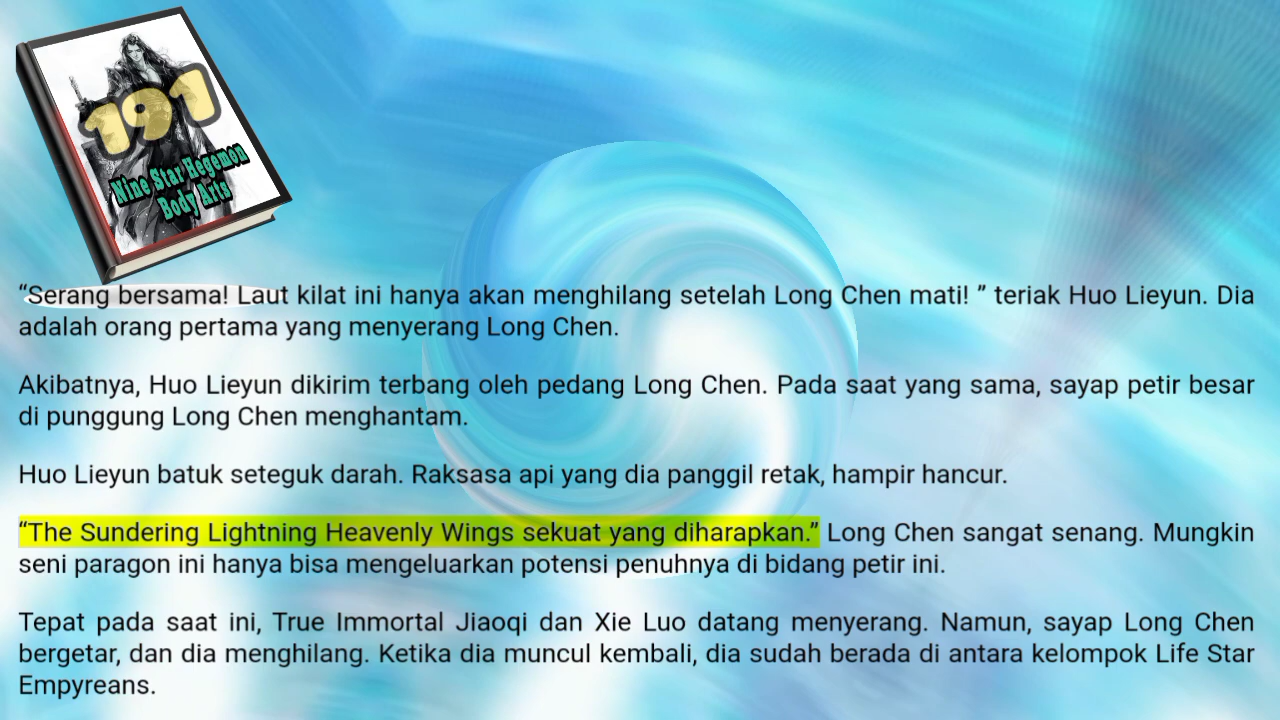 191
Nine Star Hegemon
Body Arts
“Serang bersama! Laut kilat ini hanya akan menghilang setelah Long Chen mati! ” teriak Huo Lieyun. Dia
adalah orang pertama yang menyerang Long Chen.
Akibatnya, Huo Lieyun dikirim terbang oleh pedang Long Chen. Pada saat yang sama, sayap petir besar
di punggung Long Chen menghantam.
Huo Lieyun batuk seteguk darah. Raksasa api yang dia panggil retak, hampir hancur.
“The Sundering Lightning Heavenly Wings sekuat yang diharapkan.” Long Chen sangat senang. Mungkin
seni paragon ini hanya bisa mengeluarkan potensi penuhnya di bidang petir ini.
Tepat pada saat ini, True Immortal Jiaoqi dan Xie Luo datang menyerang. Namun, sayap Long Chen
bergetar, dan dia menghilang. Ketika dia muncul kembali, dia sudah berada di antara kelompok Life Star
Empyreans.